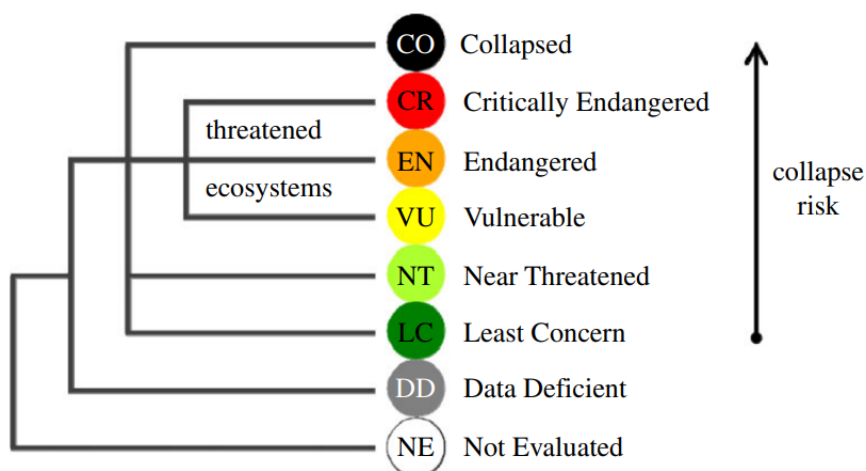 CO Collapsed
CR Critically Endangered
threatened
EN Endangered
ecosystems
VU Vulnerable
NT Near Threatened
LC Least Concern
DD Data Deficient
NE Not Evaluated
collapse
risk